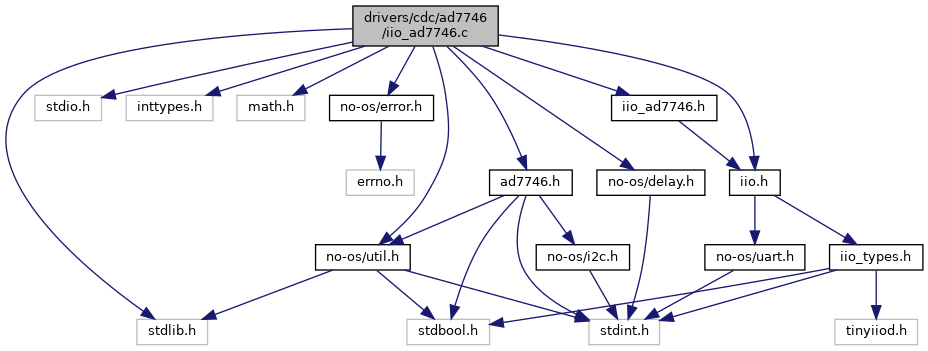 drivers/cdc/ad7746
/iio_ad7746.c
stdio.h
inttypes.h
math.h
no-os/error.h
iio_ad7746.h
errno.h
ad7746.h
no-os/delay.h
iio.h
no-os/util.h
no-os/i2c.h
no-os/uart.h
iio_types.h
stdlib.h
stdbool.h
stdint.h
tinyiiod.h